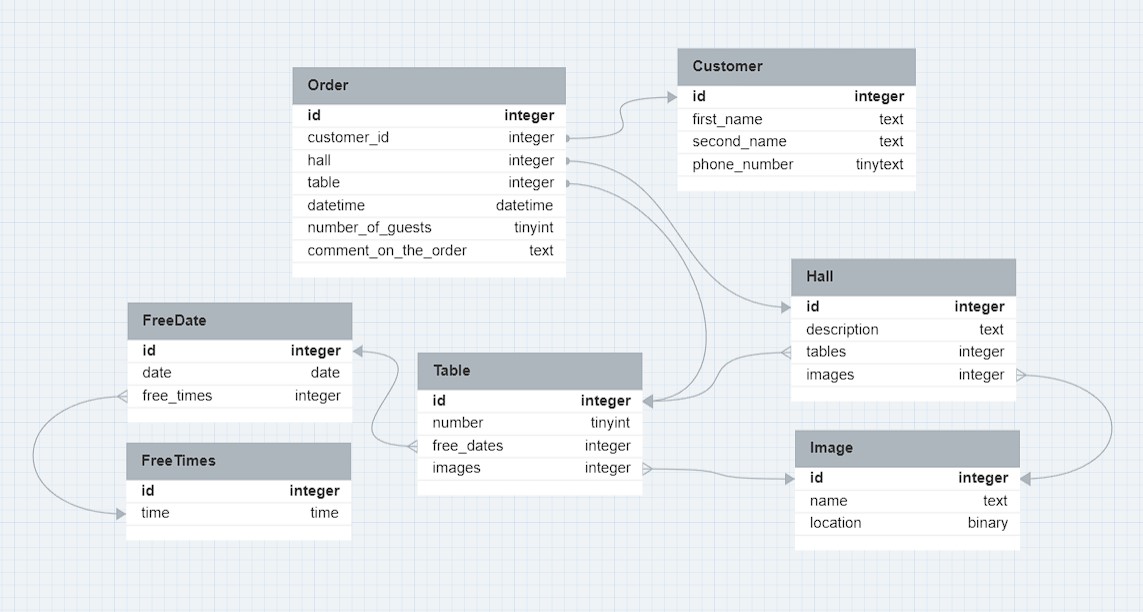 Order
id integer
customer_id integer
hall integer
table integer
datetime datetime
number_of_guests tinyint
comment_on_the_order text
Customer
id integer
first_name text
second_name text
phone_number tinytext
Hall
id integer
description text
tables integer
images integer
FreeDate
id integer
date date
free_times integer
Table
id integer
number tinyint
free_dates integer
images integer
FreeTimes
id integer
time time
Image
id integer
name text
location binary